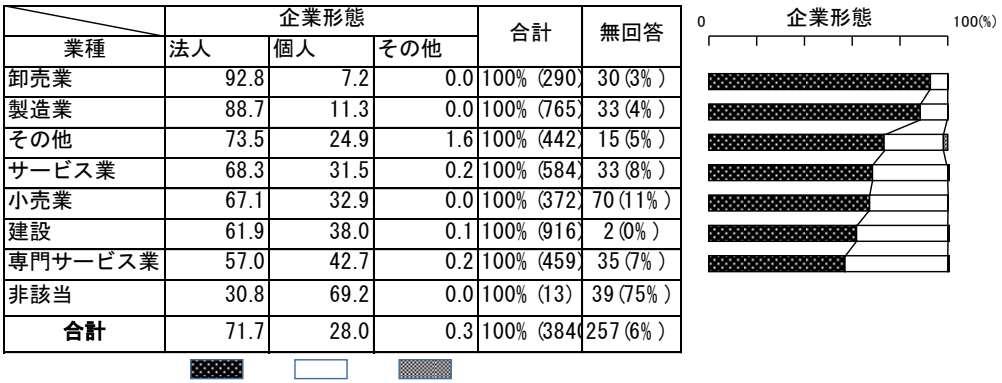 企業形態
業種 法人 個人 その他 合計 無回答
卸売業 92.8 7.2 0.0 100% (290) 30(3% )
製造業 88.7 11.3 0.0 100% (765) 33(4% )
その他 73.5 24.9 1.6 100% (442) 15(5% )
サービス業 68.3 31.5 0.2 100% (584) 33(8% )
小売業 67.1 32.9 0.0 100% (372) 70(11% )
建設 61.9 38.0 0.1 100% (916) 2(0% )
専門サービス業 57.0 42.7 0.2 100% (459) 35(7% )
非該当 30.8 69.2 0.0 100% (13) 39(75% )
合計 71.7 28.0 0.3 100% (384 257(6% )
0 企業形態 100(%)